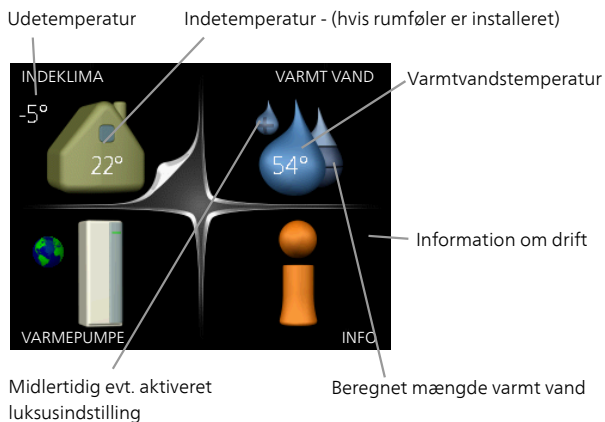 Udetemperatur
Indetemperatur - (hvis rumføler er installeret)
INDEKLIMA
VARMT VAND
Varmtvandstemperatur
-5°
22°
54°
Information om drift
VARMEPUMPE
INFO
Midlertidig evt. aktiveret
luksusindstilling
Beregnet mængde varmt vand